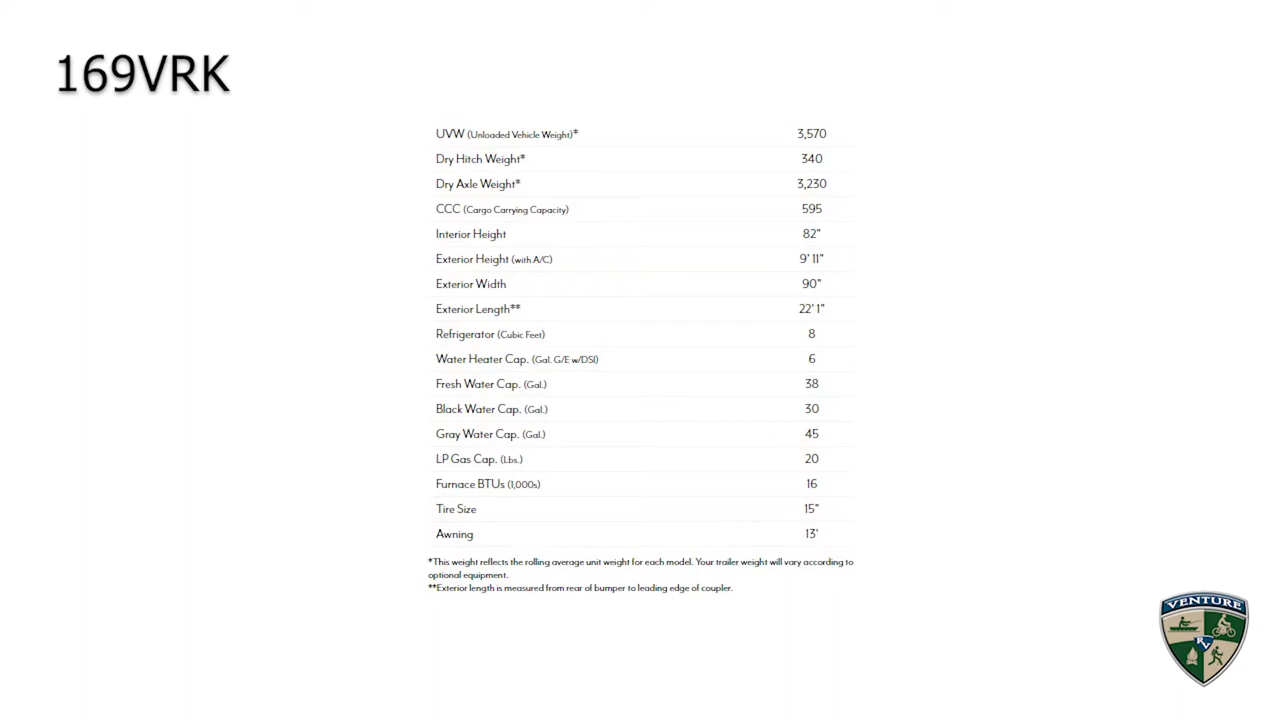 169VRK
UVW (Unloaded Vehicle Weight)* 3,570
Dry Hitch Weight* 340
Dry Axle Weight* 3,230
CCC (Cargo Carrying Capacity) 595
Interior Height 82"
Exterior Height (with A/C) 9' 11"
Exterior Width 90"
Exterior Length** 22' 1"
Refrigerator (Cubic Feet) 8
Water Heater Cap. (Gal. G/E w/DSI) 6
Fresh Water Cap. (Gal.) 38
Black Water Cap. (Gal.) 30
Gray Water Cap. (Gal.) 45
LP Gas Cap. (Lbs.) 20
Furnace BTUs (1,000s) 16
Tire Size 15"
Awning 13'
*This weight reflects the rolling average unit weight for each model. Your trailer weight will vary according to
optional equipment.
**Exterior length is measured from rear of bumper to leading edge of coupler.
VENTURE
RV